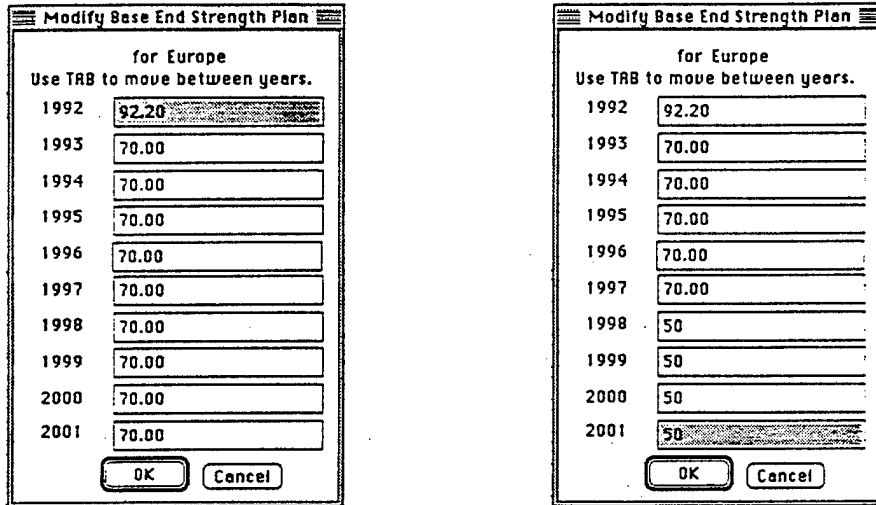 Modify Base End Strength Plan
for Europe
Use TAB to move between years.
1992 92.20
1993 70.00
1994 70.00
1995 70.00
1996 70.00
1997 70.00
1998 70.00
1999 70.00
2000 70.00
2001 70.00
OK Cancel
Modify Base End Strength Plan
for Europe
Use TAB to move between years.
1992 92.20
1993 70.00
1994 70.00
1995 70.00
1996 70.00
1997 70.00
1998 50
1999 50
2000 50
2001 50
OK Cancel